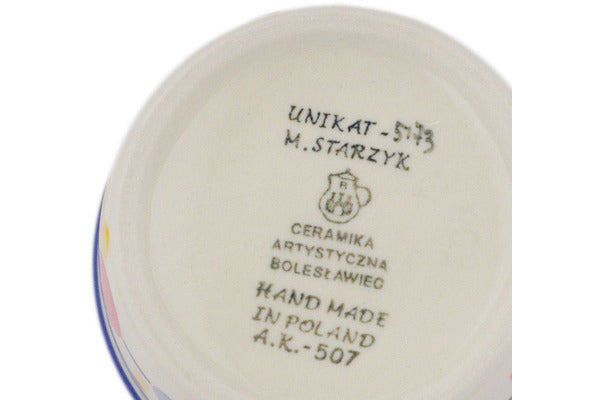 UNIKAT - 5173
M. STARZYK
CERAMIKA
ARTYSTYCZNA
BOLESŁAWIEC
HAND MADE
IN POLAND
A.K.-507